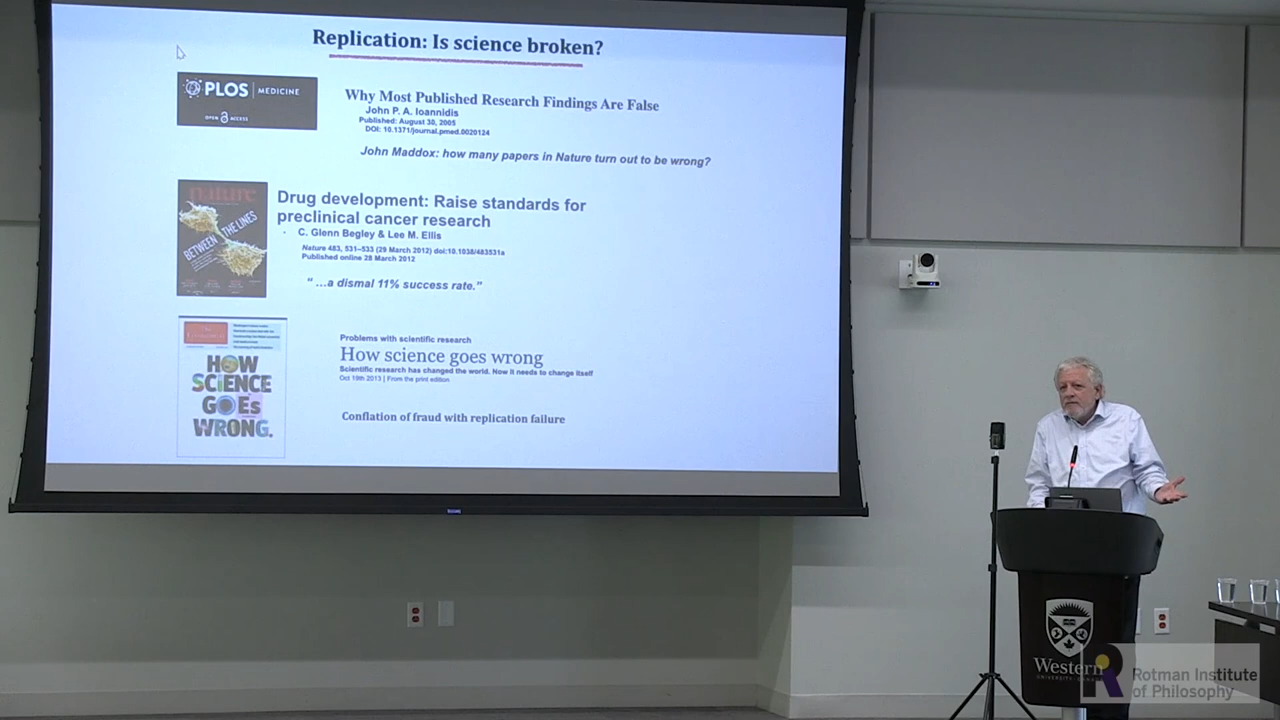 Replication: Is science broken?
PLOS | MEDICINE
OPEN ACCESS
Why Most Published Research Findings Are False
John P. A. Ioannidis
Published: August 30, 2005
DOI: 10.1371/journal.pmed.0020124
John Maddox: how many papers in Nature turn out to be wrong?
nature
BETWEEN THE LINES
Drug development: Raise standards for
preclinical cancer research
C. Glenn Begley & Lee M. Ellis
Nature 483, 531–533 (29 March 2012) doi:10.1038/483531a
Published online 28 March 2012
“ …a dismal 11% success rate.”
HOW
SCIENCE
GOES
WRONG.
Problems with scientific research
How science goes wrong
Scientific research has changed the world. Now it needs to change itself
Oct 19th 2013 | From the print edition
Conflation of fraud with replication failure
Western
Rotman Institute
of Philosophy